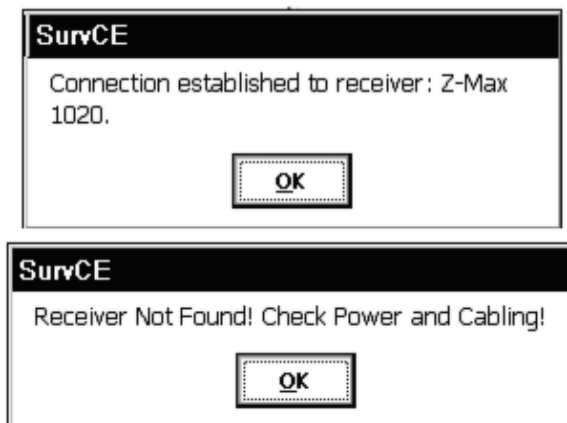 SurvCE
Connection established to receiver: Z-Max
1020.
OK
SurvCE
Receiver Not Found! Check Power and Cabling!
OK